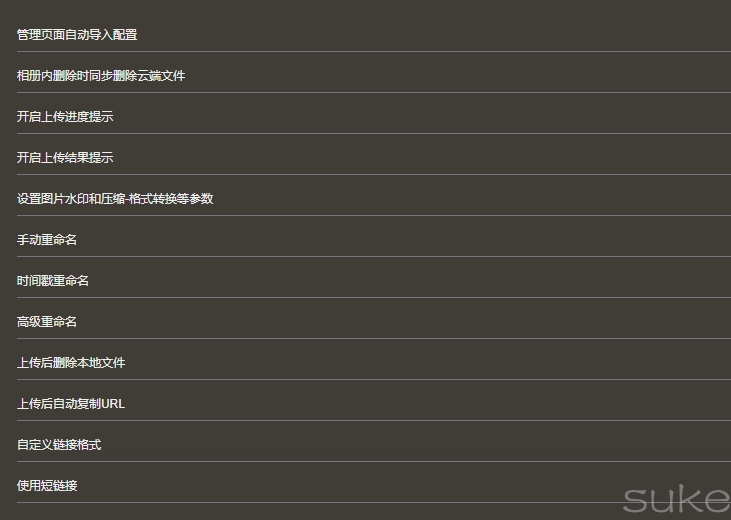 管理页面自动导入配置
相册内删除时同步删除云端文件
开启上传进度提示
开启上传结果提示
设置图片水印和压缩-格式转换等参数
手动重命名
时间戳重命名
高级重命名
上传后删除本地文件
上传后自动复制URL
自定义链接格式
使用短链接
suke